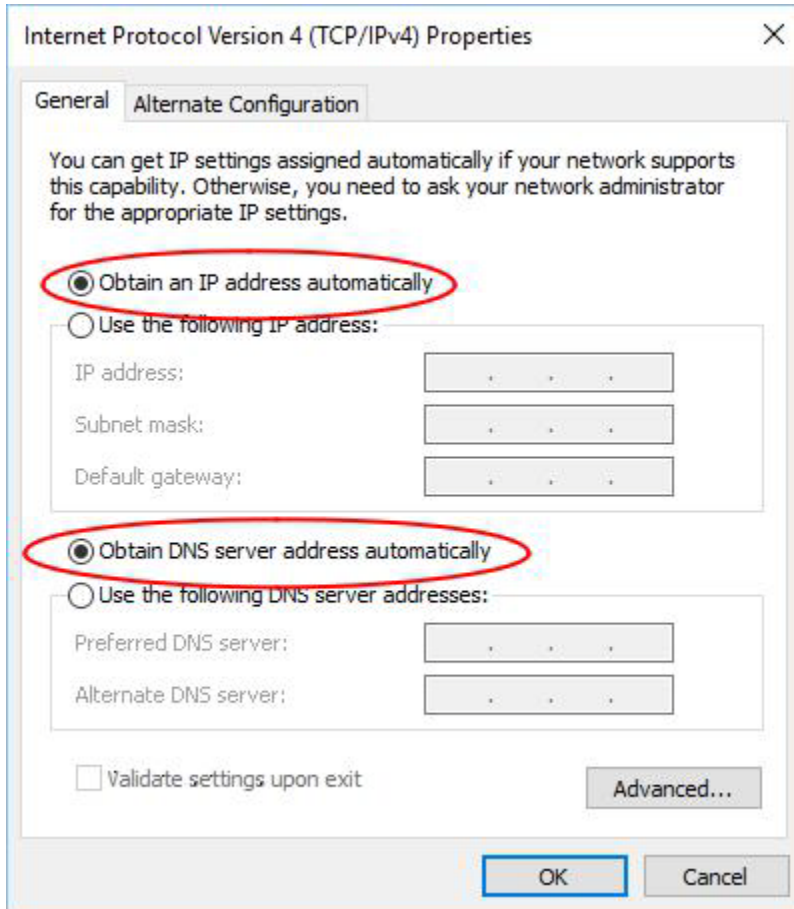 Internet Protocol Version 4 (TCP/IPv4) Properties
General
Alternate Configuration
You can get IP settings assigned automatically if your network supports
this capability. Otherwise, you need to ask your network administrator
for the appropriate IP settings.
Obtain an IP address automatically
Use the following IP address:
IP address:
Subnet mask:
Default gateway:
Obtain DNS server address automatically
Use the following DNS server addresses:
Preferred DNS server:
Alternate DNS server:
Validate settings upon exit
Advanced...
OK
Cancel